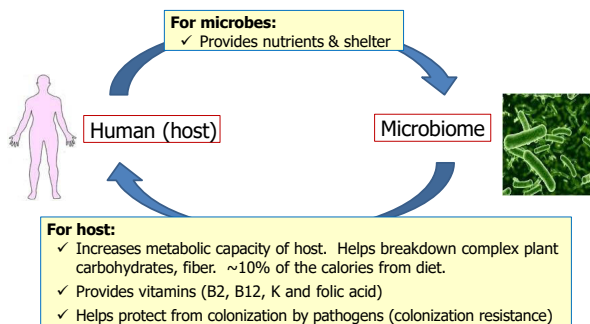 For microbes:
✓ Provides nutrients & shelter
Human (host)
Microbiome
For host:
✓ Increases metabolic capacity of host. Helps breakdown complex plant
carbohydrates, fiber. ~10% of the calories from diet.
✓ Provides vitamins (B2, B12, K and folic acid)
✓ Helps protect from colonization by pathogens (colonization resistance)